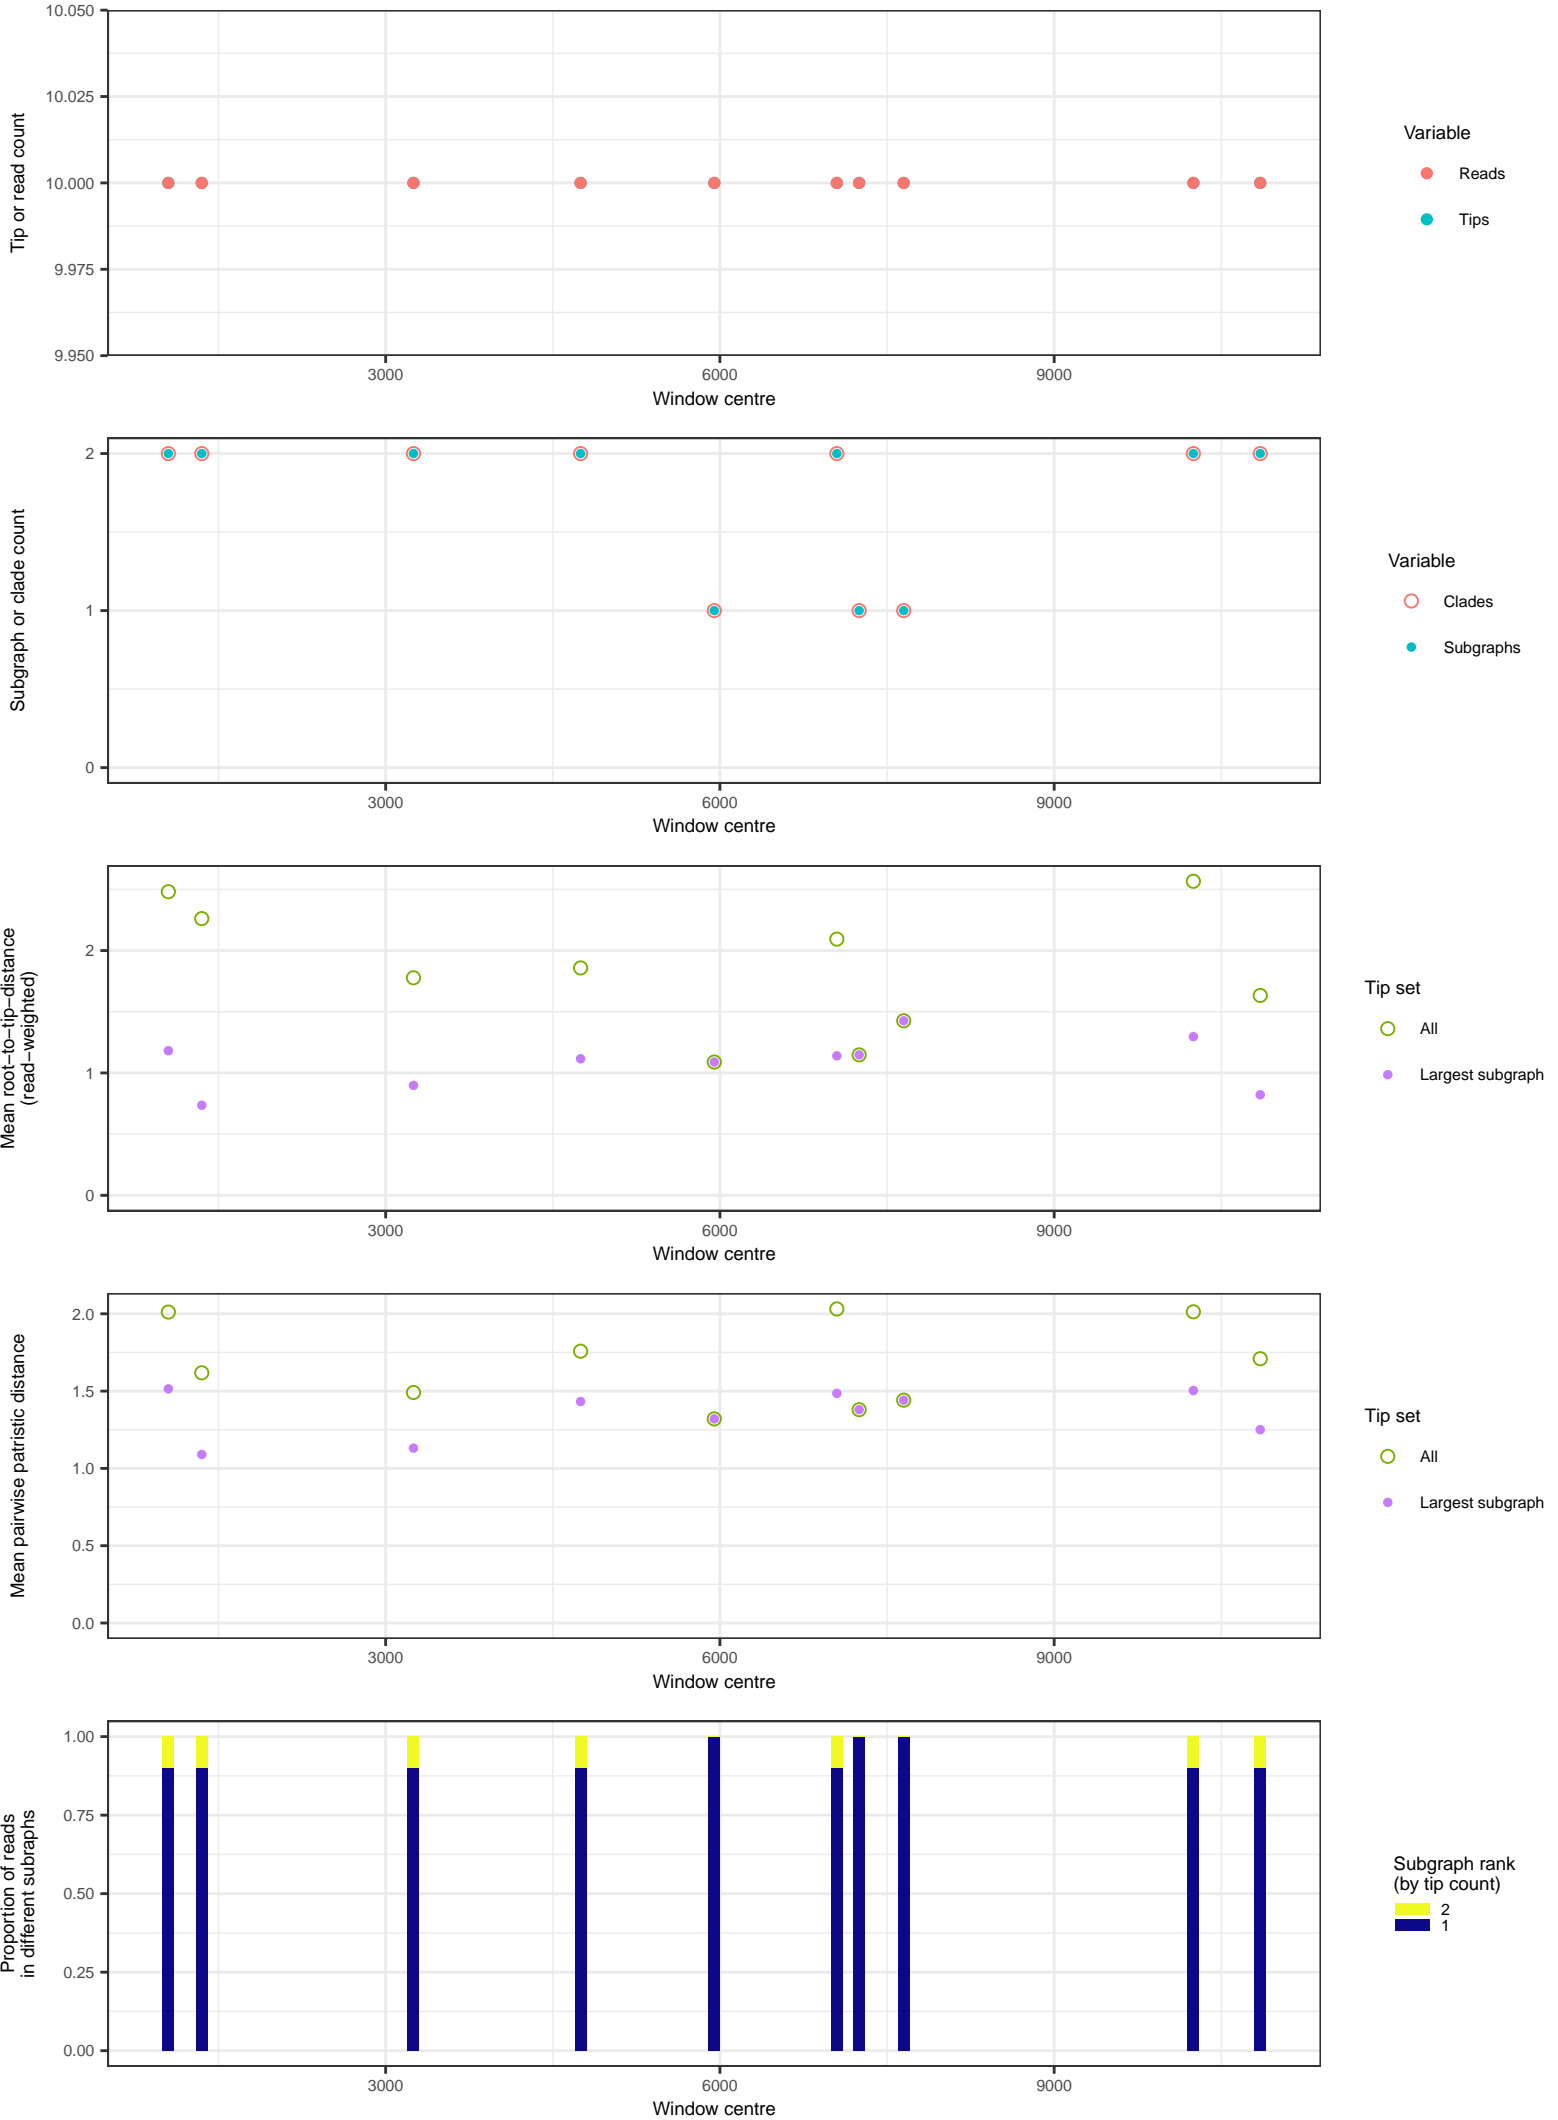 10.050
10.025
10.000
9.975
9.950
Tip or read count
3000
6000
9000
Window centre
Variable
Reads
Tips
2
1
0
Subgraph or clade count
3000
6000
9000
Window centre
Variable
Clades
Subgraphs
2
1
0
Mean root−to−tip−distance
(read−weighted)
3000
6000
9000
Window centre
Tip set
All
Largest subgraph
2.0
1.5
1.0
0.5
0.0
Mean pairwise patristic distance
3000
6000
9000
Window centre
Tip set
All
Largest subgraph
1.00
0.75
0.50
0.25
0.00
Proportion of reads
in different subraphs
3000
6000
9000
Window centre
Subgraph rank
(by tip count)
2
1